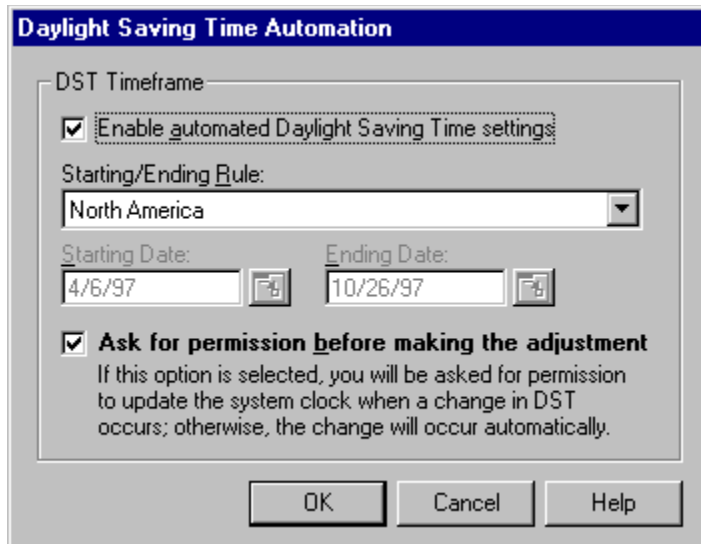 Daylight Saving Time Automation
DST Timeframe
Enable automated Daylight Saving Time settings
Starting/Ending Rule:
North America
Starting Date:
Ending Date:
4/6/97
10/26/97
Ask for permission before making the adjustment
If this option is selected, you will be asked for permission
to update the system clock when a change in DST
occurs; otherwise, the change will occur automatically.
OK
Cancel
Help